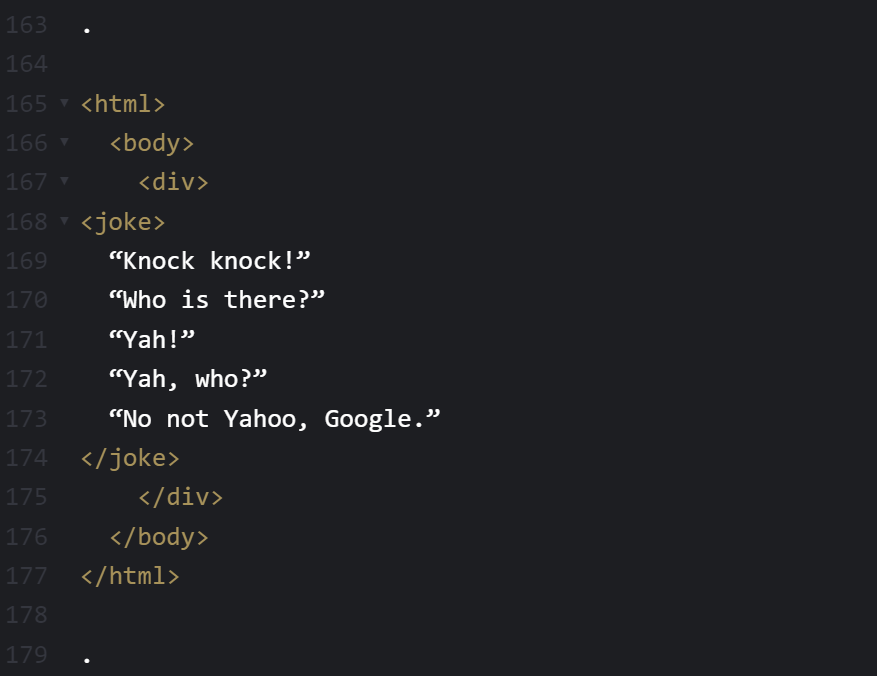 163 .
164
165 <html>
166   <body>
167     <div>
168 <joke>
169   “Knock knock!”
170   “Who is there?”
171   “Yah!”
172   “Yah, who?”
173   “No not Yahoo, Google.”
174 </joke>
175     </div>
176   </body>
177 </html>
178
179 .